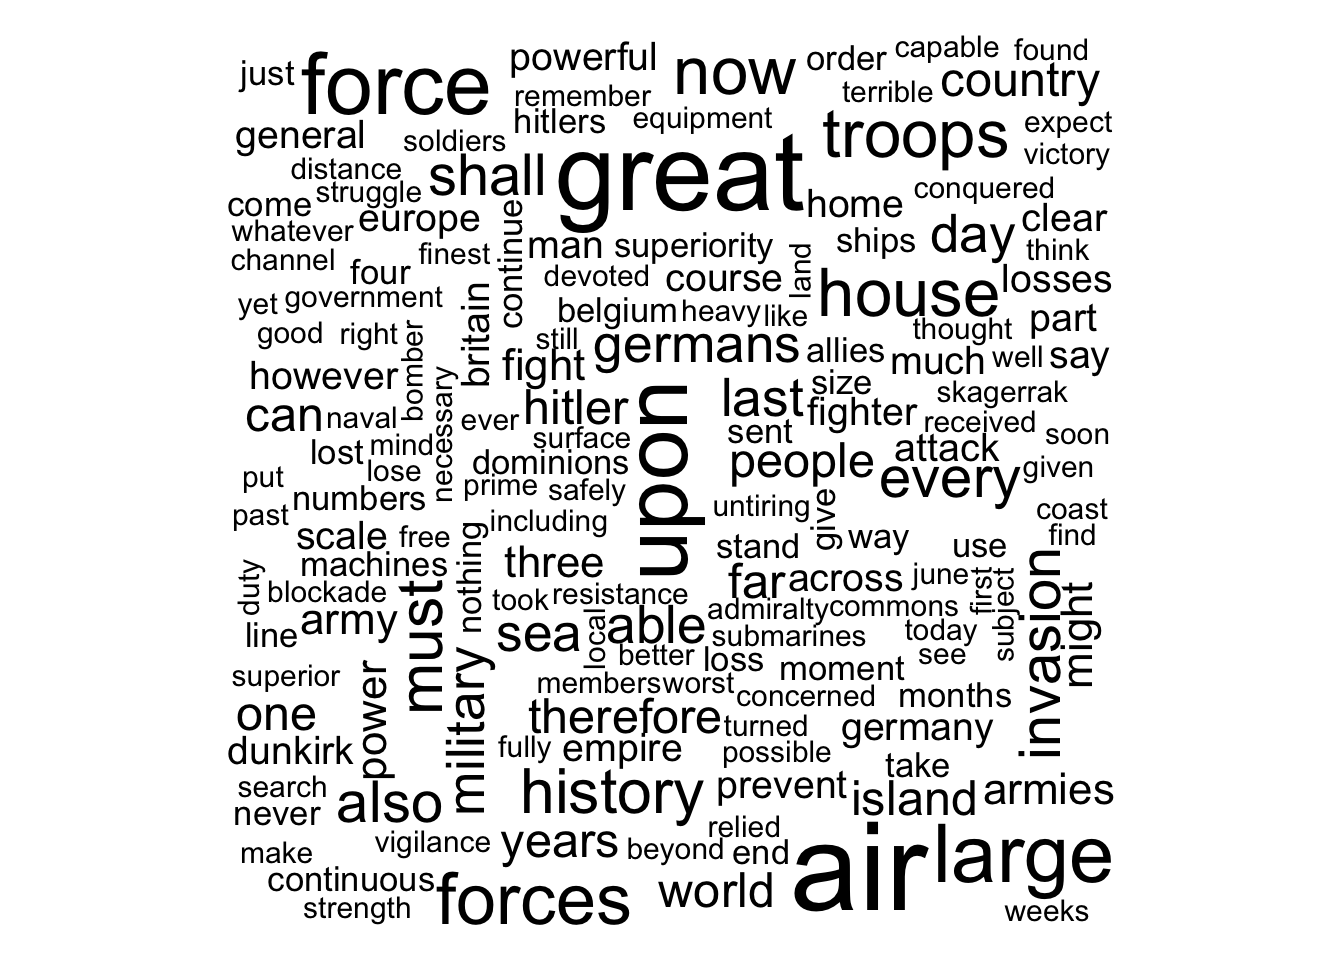 just force powerful now order capable found
remember terrible country
general soldiers hitlers equipment troops expect
distance shall great victory
come struggle home conquered
whatever europe man superiority ships day clear
channel finest continue land think
four devoted course house losses
yet government britain belgium heavy like
good right bomber still thought part
however fight germans allies much well say
necessary hitler last size skagerrak
can naval ever upon fighter received
lost mind surface sent attack soon
put lose dominions people every given
past numbers prime safely untiring give coast
scale free including stand way use find
machines nothing three
duty blockade must took resistance far across june first subject invasion might
line army sea local able admiralty commons
submarines today
superior military better loss moment see
power members worst concerned months
one therefore turned germany
dunkirk fully empire possible
search history prevent take
never also island armies
vigilance years relied
make beyond end air large
continuous forces world
strength weeks